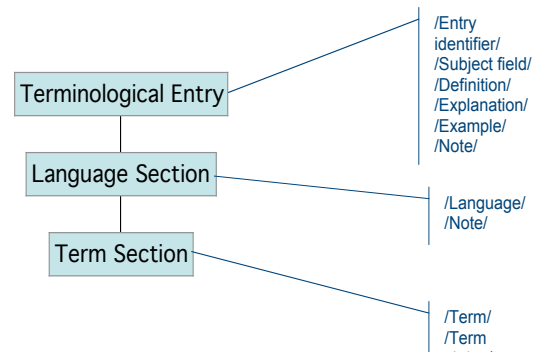 Terminological Entry
Language Section
Term Section
/Entry
identifier/
/Subject field/
/Definition/
/Explanation/
/Example/
/Note/
/Language/
/Note/
/Term/
/Term